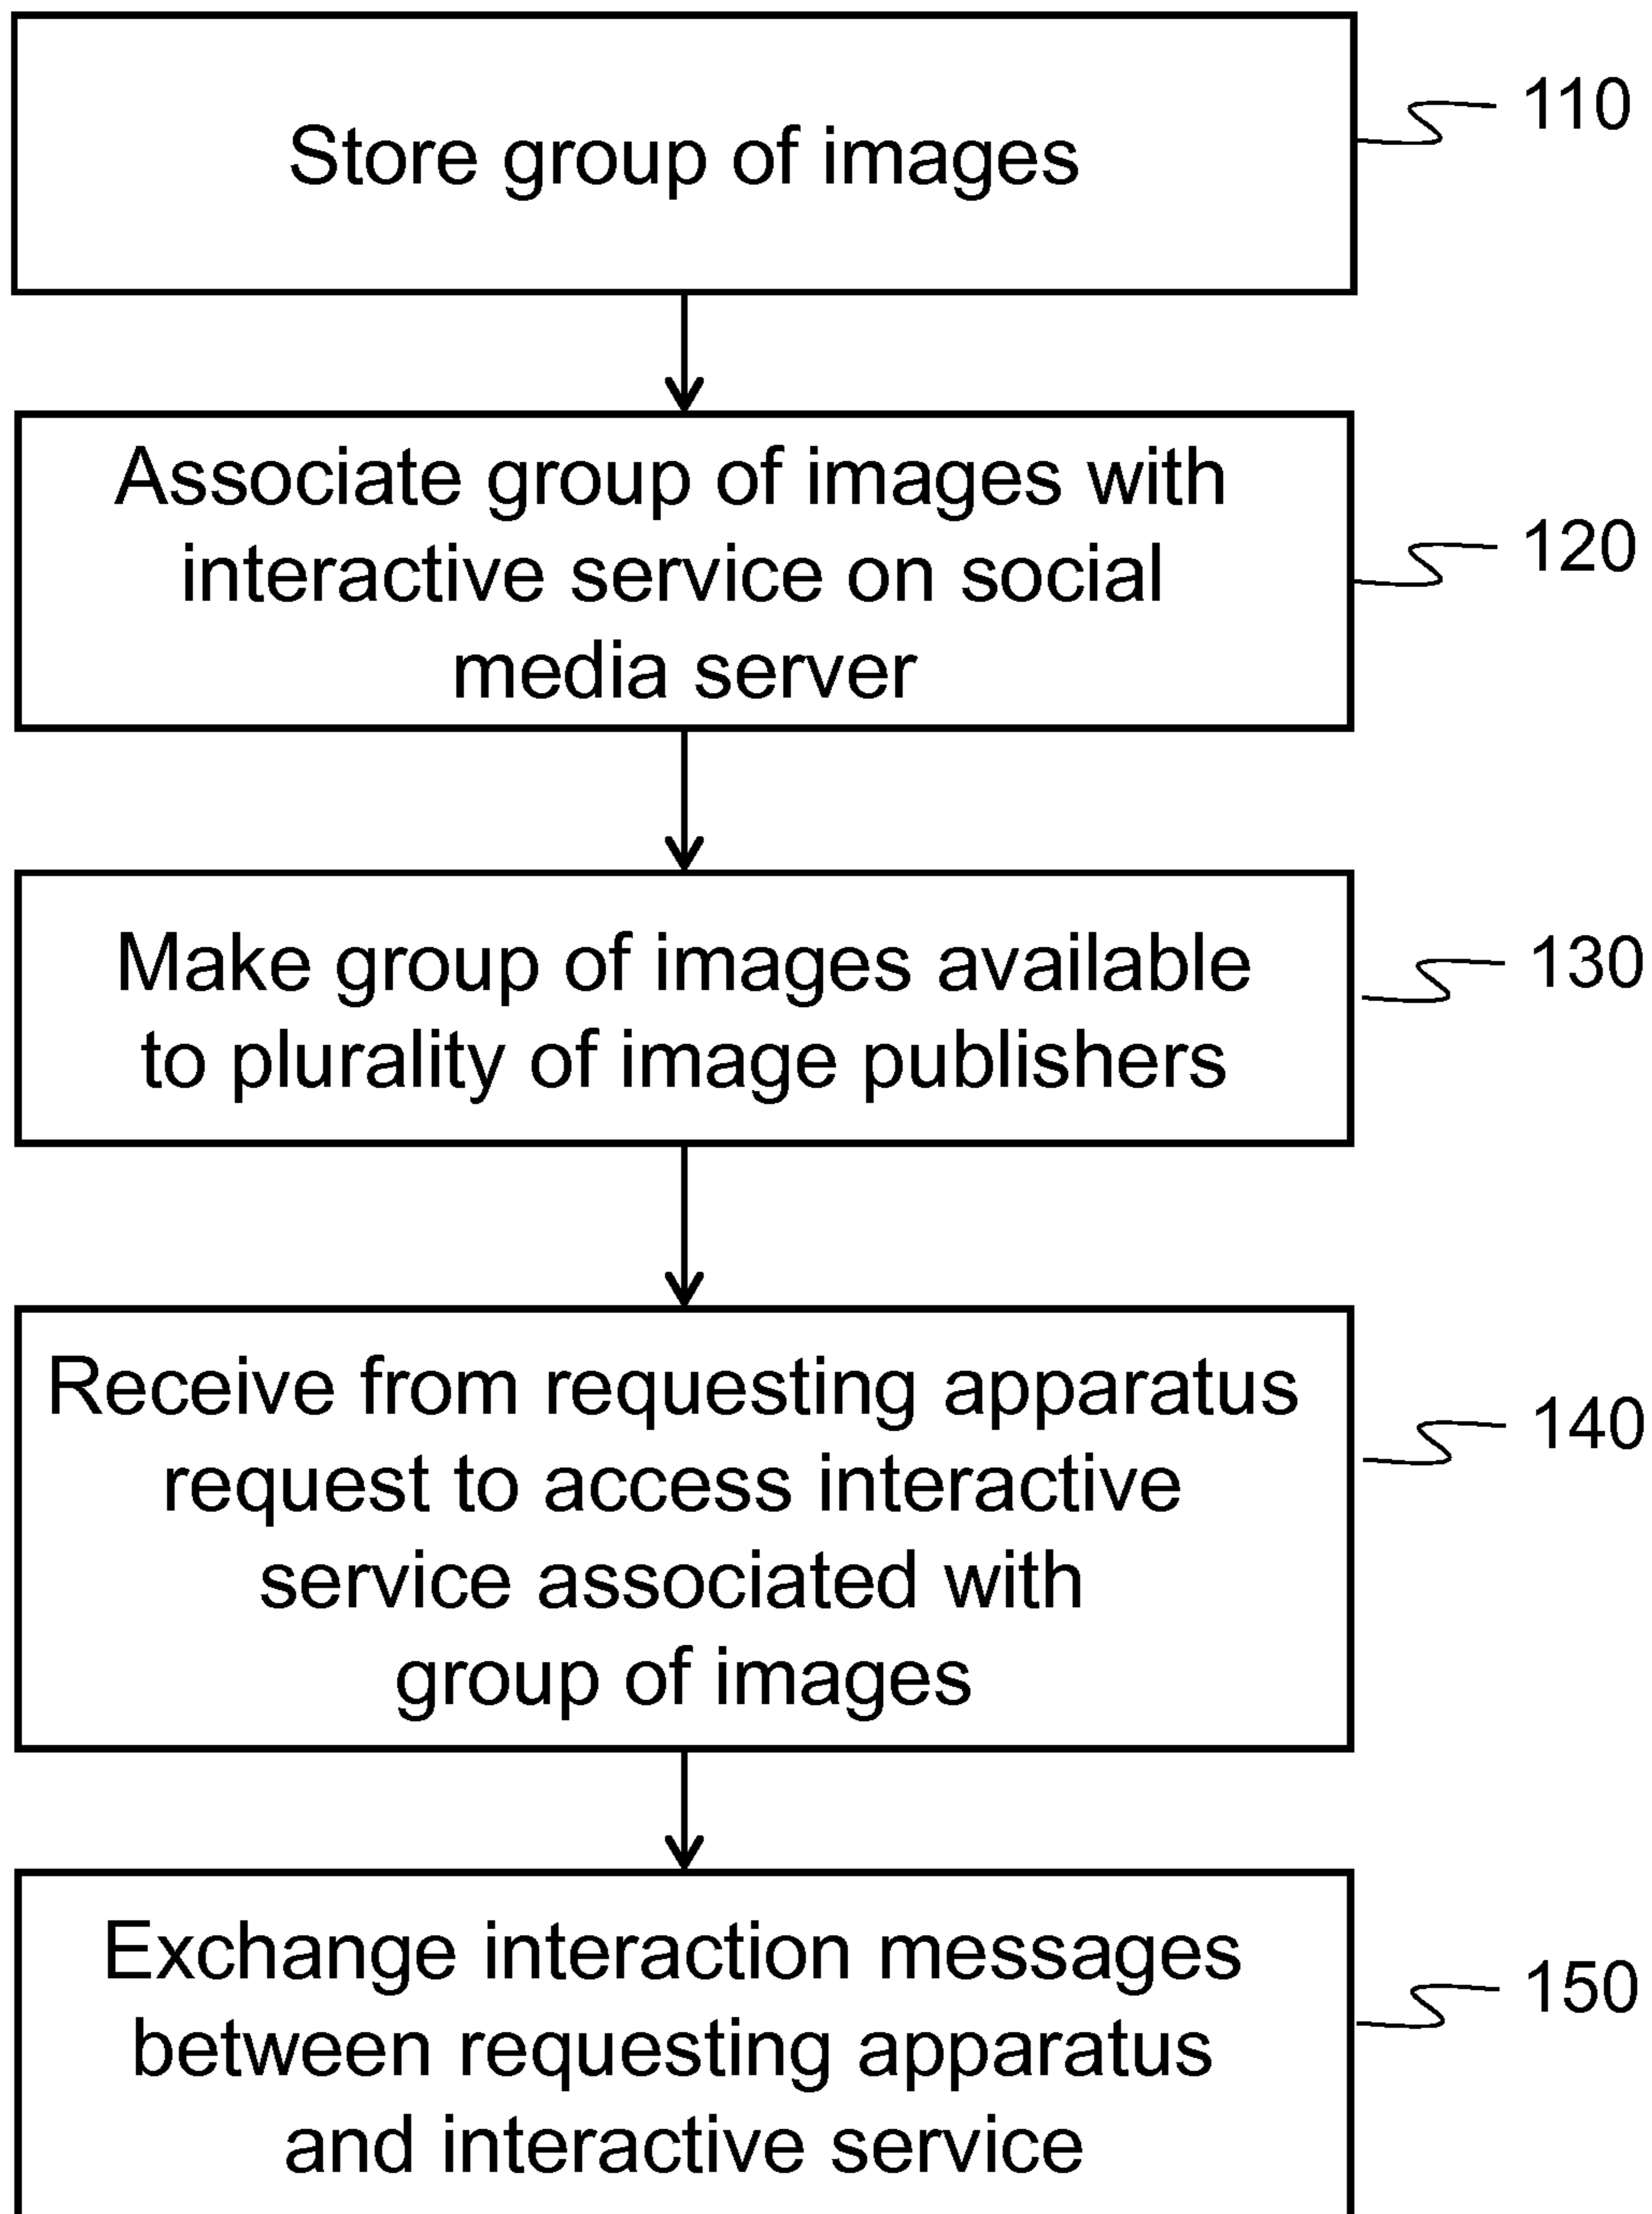 Store group of images
110
Associate group of images with
interactive service on social
media server
120
Make group of images available
to plurality of image publishers
130
Receive from requesting apparatus
request to access interactive
service associated with
group of images
140
Exchange interaction messages
between requesting apparatus
and interactive service
150